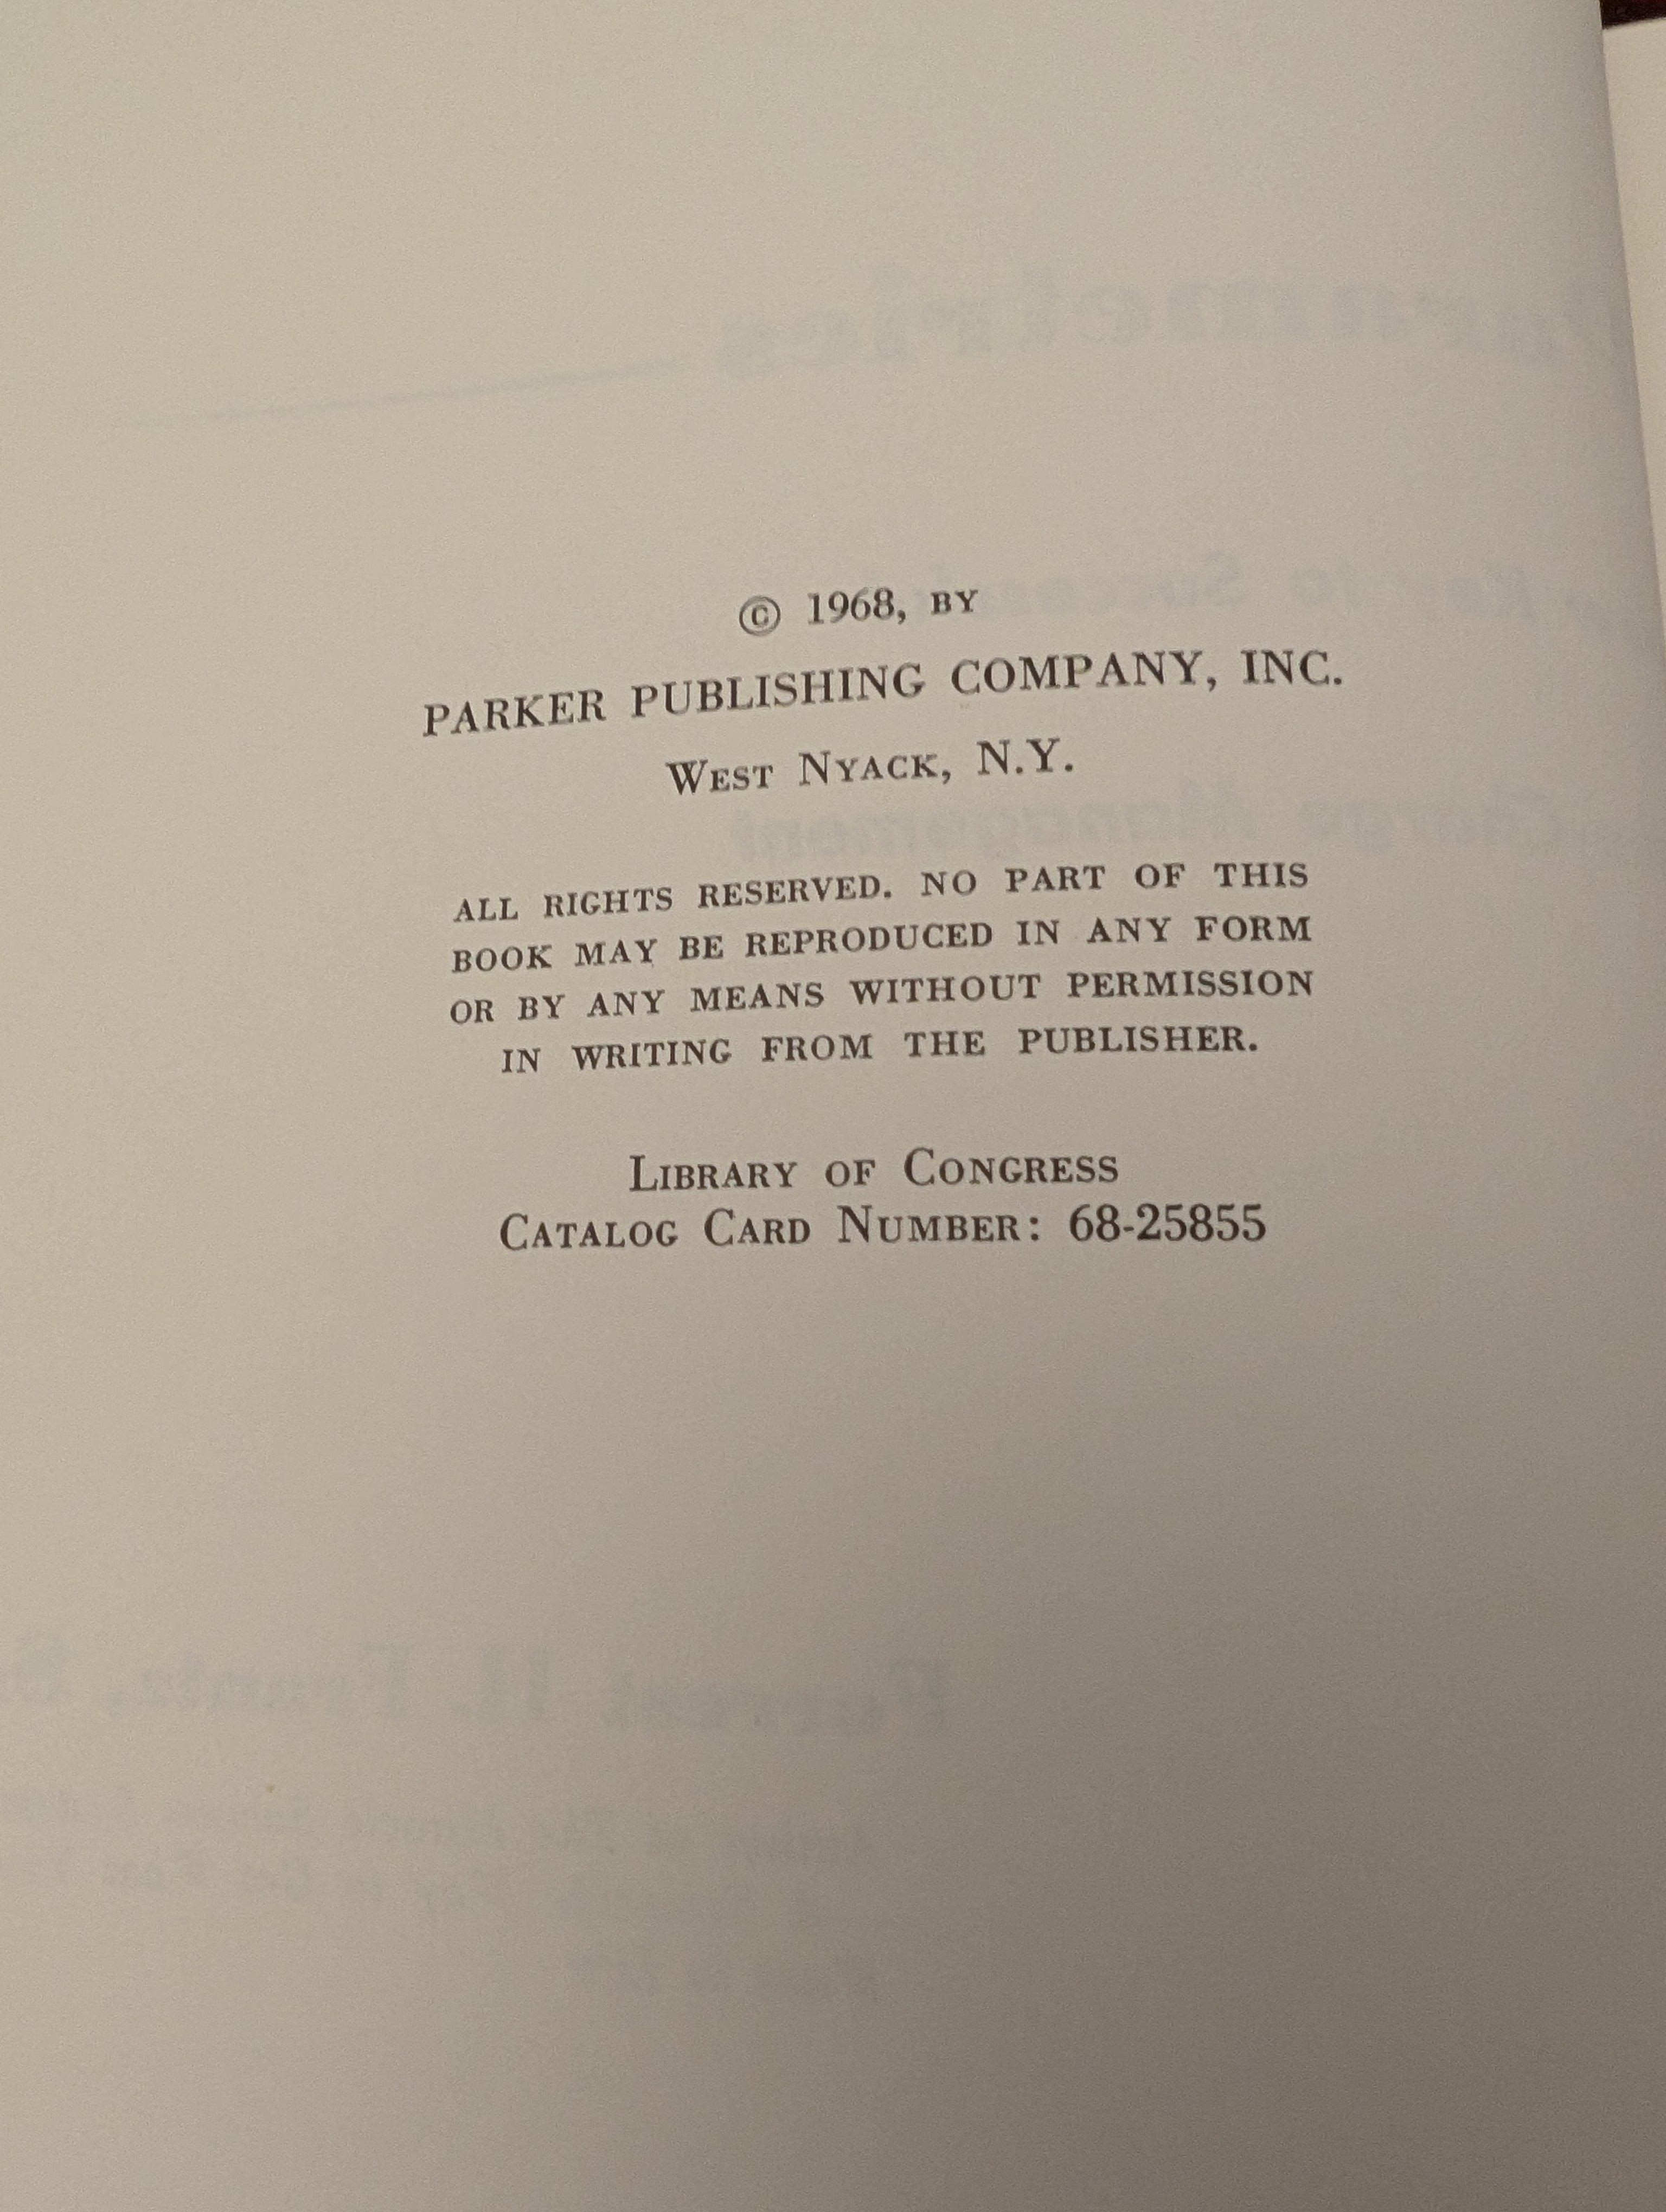 © 1968, BY
PARKER PUBLISHING COMPANY, INC.
WEST NYACK, N.Y.
ALL RIGHTS RESERVED. NO PART OF THIS
BOOK MAY BE REPRODUCED IN ANY FORM
OR BY ANY MEANS WITHOUT PERMISSION
IN WRITING FROM THE PUBLISHER.
LIBRARY OF CONGRESS
CATALOG CARD NUMBER: 68-25855